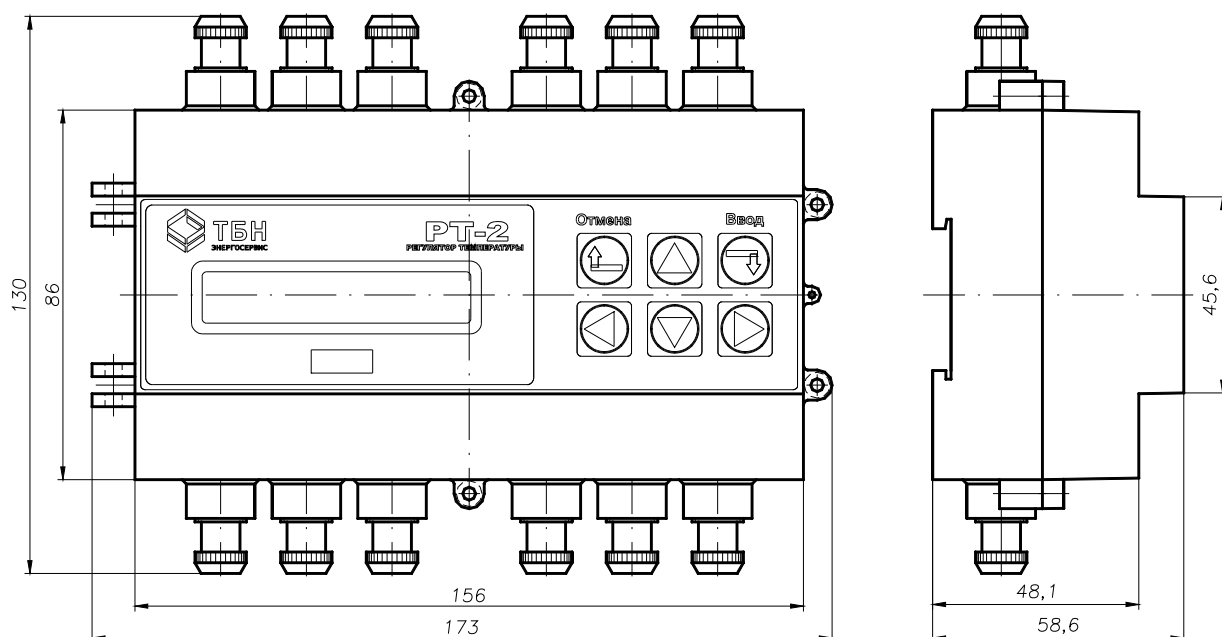 Отмена
Ввод
ТБН
ЭНЕРГОСЕРВИС
РТ-2
РЕГУЛЯТОР ТЕМПЕРАТУРЫ
130
86
45,6
156
173
48,1
58,6